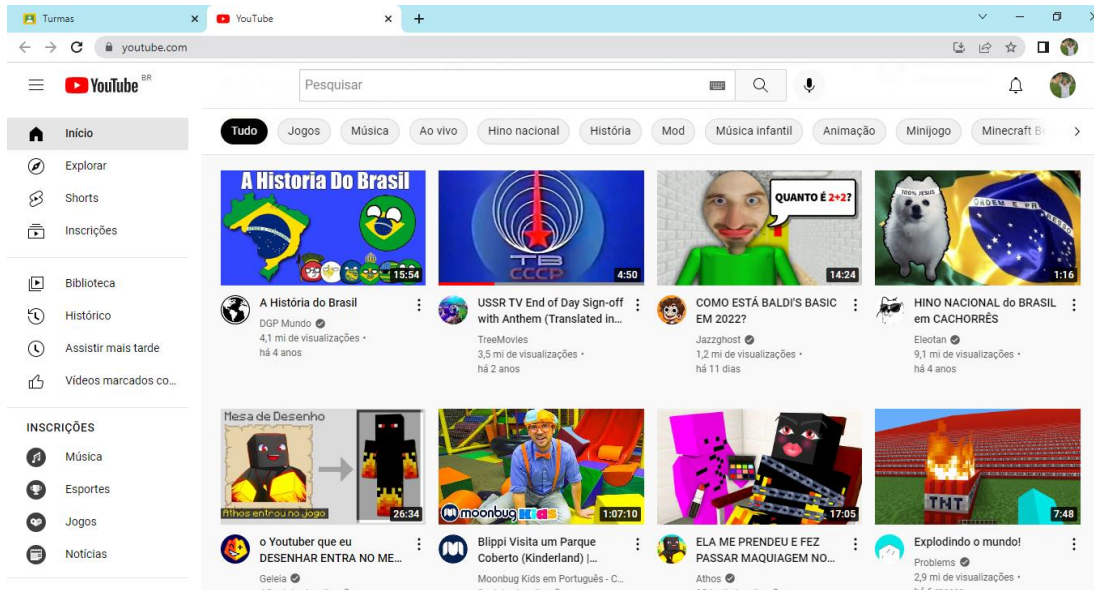 Turmas
YouTube
youtube.com
YouTube BR
Pesquisar
Tudo
Jogos
Música
Ao vivo
Hino nacional
História
Mod
Música infantil
Animação
Minijogo
Minecraft
Início
Explorar
Shorts
Inscrições
Biblioteca
Histórico
Assistir mais tarde
Vídeos marcados co...
INSCRIÇÕES
Música
Esportes
Jogos
Notícias
A Historia Do Brasil
15:54
A História do Brasil
DGP Mundo
4,1 mi de visualizações •
há 4 anos
ТВ
СССР
4:50
USSR TV End of Day Sign-off
with Anthem (Translated in...
TreeMovies
3,5 mi de visualizações •
há 2 anos
QUANTO É 2+2?
14:24
COMO ESTÁ BALDI'S BASIC
EM 2022?
Jazzghost
1,2 mi de visualizações •
há 11 dias
100% JESUS
ORDEM E PROGRESSO
1:16
HINO NACIONAL do BRASIL
em CACHORRÊS
Eleotan
9,1 mi de visualizações •
há 4 anos
Mesa de Desenho
Athos entrou no jogo
26:34
o Youtuber que eu
DESENHAR ENTRA NO ME...
Geleia
moonbug Kids
1:07:10
Blippi Visita um Parque
Coberto (Kinderland) |...
Moonbug Kids em Português - C...
17:05
ELA ME PRENDEU E FEZ
PASSAR MAQUIAGEM NO...
Athos
TNT
7:48
Explodindo o mundo!
Problems
2,9 mi de visualizações •